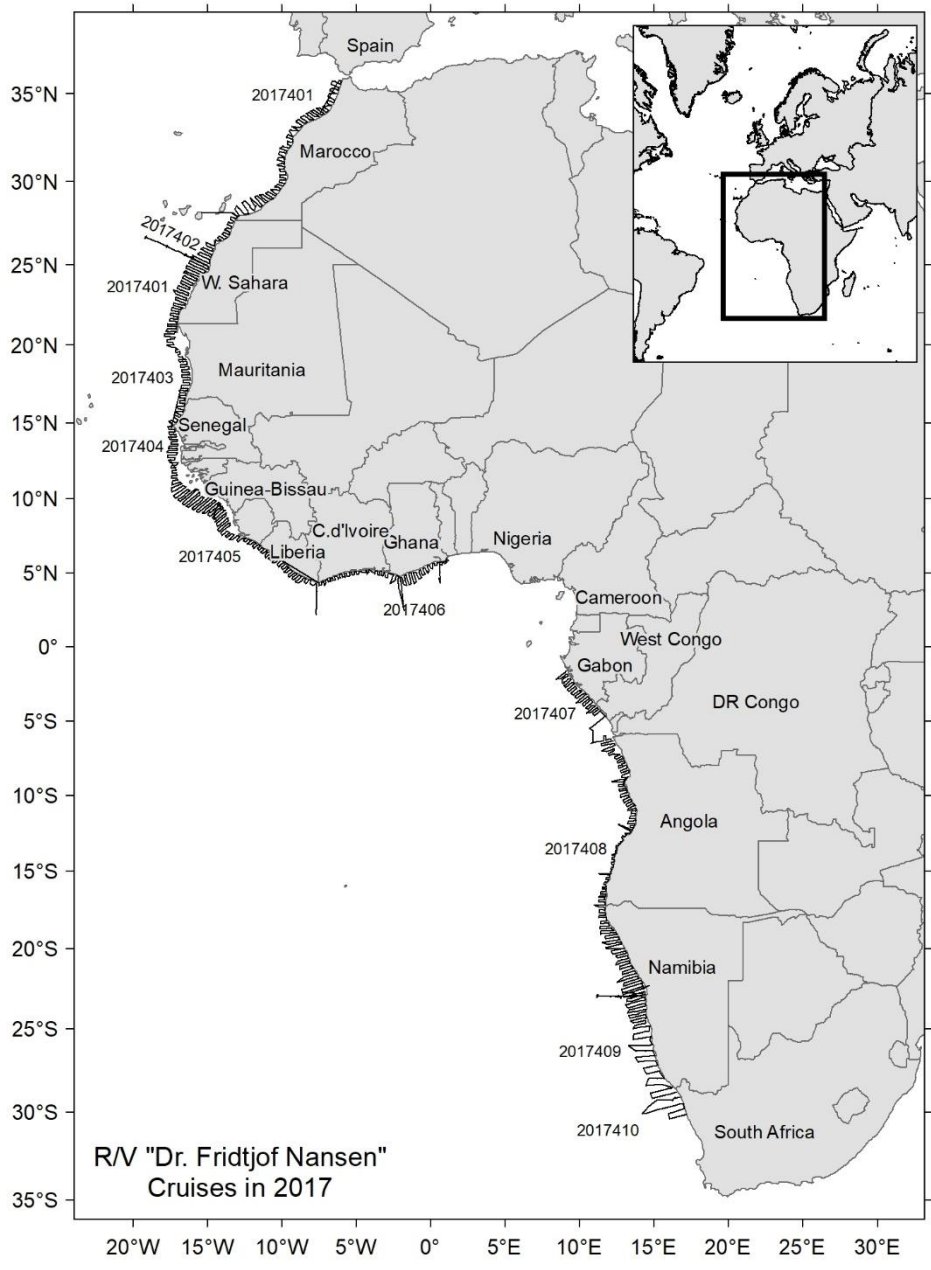 Spain
35°N
2017401
Marocco
30°N
2017402
25°N
W. Sahara
2017401
20°N
Mauritania
2017403
15°N
Senegal
2017404
10°N
Guinea-Bissau
C.d'Ivoire
Ghana
Nigeria
2017405
Liberia
5°N
2017406
Cameroon
0°
West Congo
Gabon
DR Congo
2017407
5°S
10°S
Angola
2017408
15°S
20°S
Namibia
25°S
2017409
30°S
2017410
South Africa
R/V "Dr. Fridtjof Nansen"
Cruises in 2017
35°S
20°W 15°W 10°W 5°W 0° 5°E 10°E 15°E 20°E 25°E 30°E